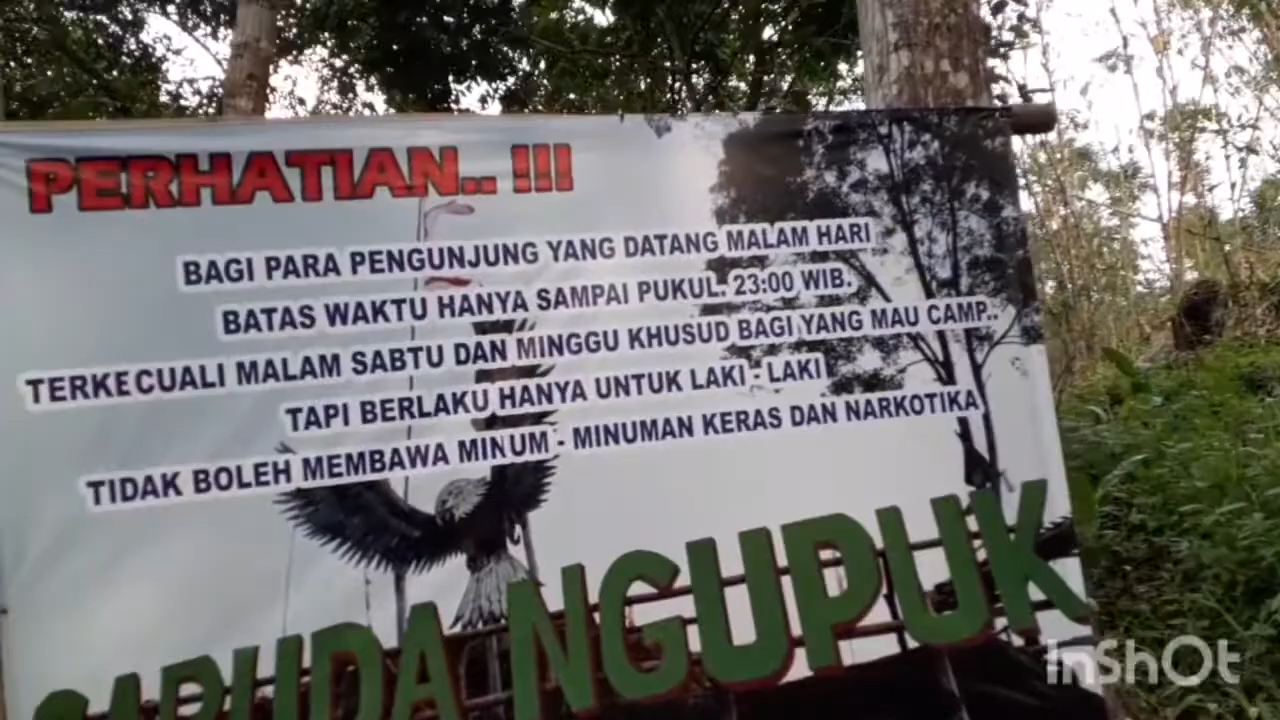 PERHATIAN.. !!!
BAGI PARA PENGUNJUNG YANG DATANG MALAM HARI
BATAS WAKTU HANYA SAMPAI PUKUL. 23:00 WIB.
TERKECUALI MALAM SABTU DAN MINGGU KHUSUD BAGI YANG MAU CAMP..
TAPI BERLAKU HANYA UNTUK LAKI - LAKI
TIDAK BOLEH MEMBAWA MINUM - MINUMAN KERAS DAN NARKOTIKA
GARUDA NGUPUK
InShOt